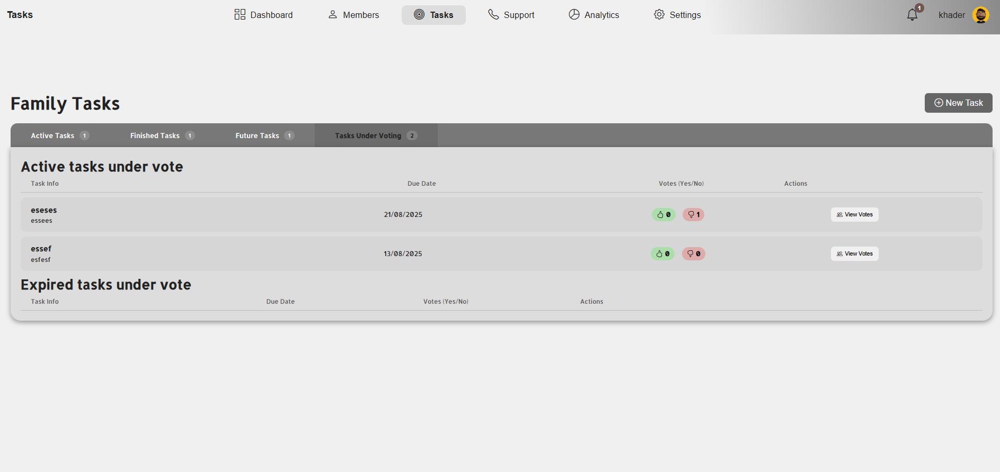 Tasks
Dashboard
Members
Tasks
Support
Analytics
Settings
1
khader
Family Tasks
New Task
Active Tasks 1
Finished Tasks 1
Future Tasks 1
Tasks Under Voting 2
Active tasks under vote
Task Info Due Date Votes (Yes/No) Actions
eseses
essees
21/08/2025
0 1
View Votes
essef
esfesf
13/08/2025
0 0
View Votes
Expired tasks under vote
Task Info Due Date Votes (Yes/No) Actions